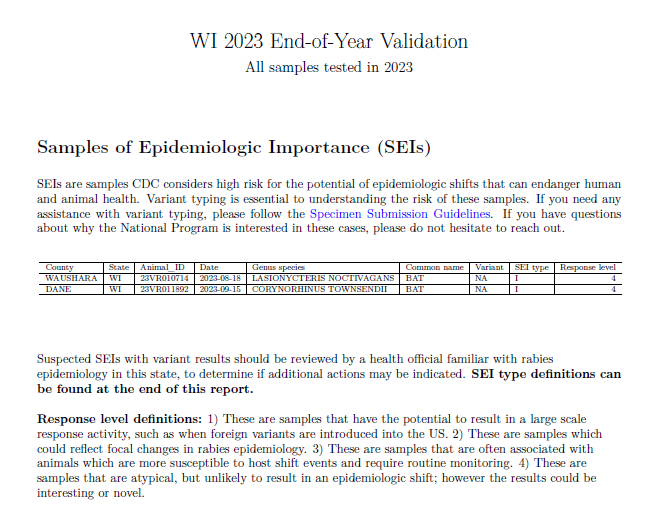 WI 2023 End-of-Year Validation
All samples tested in 2023
Samples of Epidemiologic Importance (SEIs)
SEIs are samples CDC considers high risk for the potential of epidemiologic shifts that can endanger human
and animal health. Variant typing is essential to understanding the risk of these samples. If you need any
assistance with variant typing, please follow the Specimen Submission Guidelines. If you have questions
about why the National Program is interested in these cases, please do not hesitate to reach out.
County State Animal_ID Date Genus species Common name Variant SEI type Response level
WAUSHARA WI 23VR010714 2023-08-18 LASIONYCTERIS NOCTIVAGANS BAT NA I 4
DANE WI 23VR011892 2023-09-15 CORYNORHINUS TOWNSENDII BAT NA I 4
Suspected SEIs with variant results should be reviewed by a health official familiar with rabies
epidemiology in this state, to determine if additional actions may be indicated. SEI type definitions can
be found at the end of this report.
Response level definitions: 1) These are samples that have the potential to result in a large scale
response activity, such as when foreign variants are introduced into the US. 2) These are samples which
could reflect focal changes in rabies epidemiology. 3) These are samples that are often associated with
animals which are more susceptible to host shift events and require routine monitoring. 4) These are
samples that are atypical, but unlikely to result in an epidemiologic shift; however the results could be
interesting or novel.